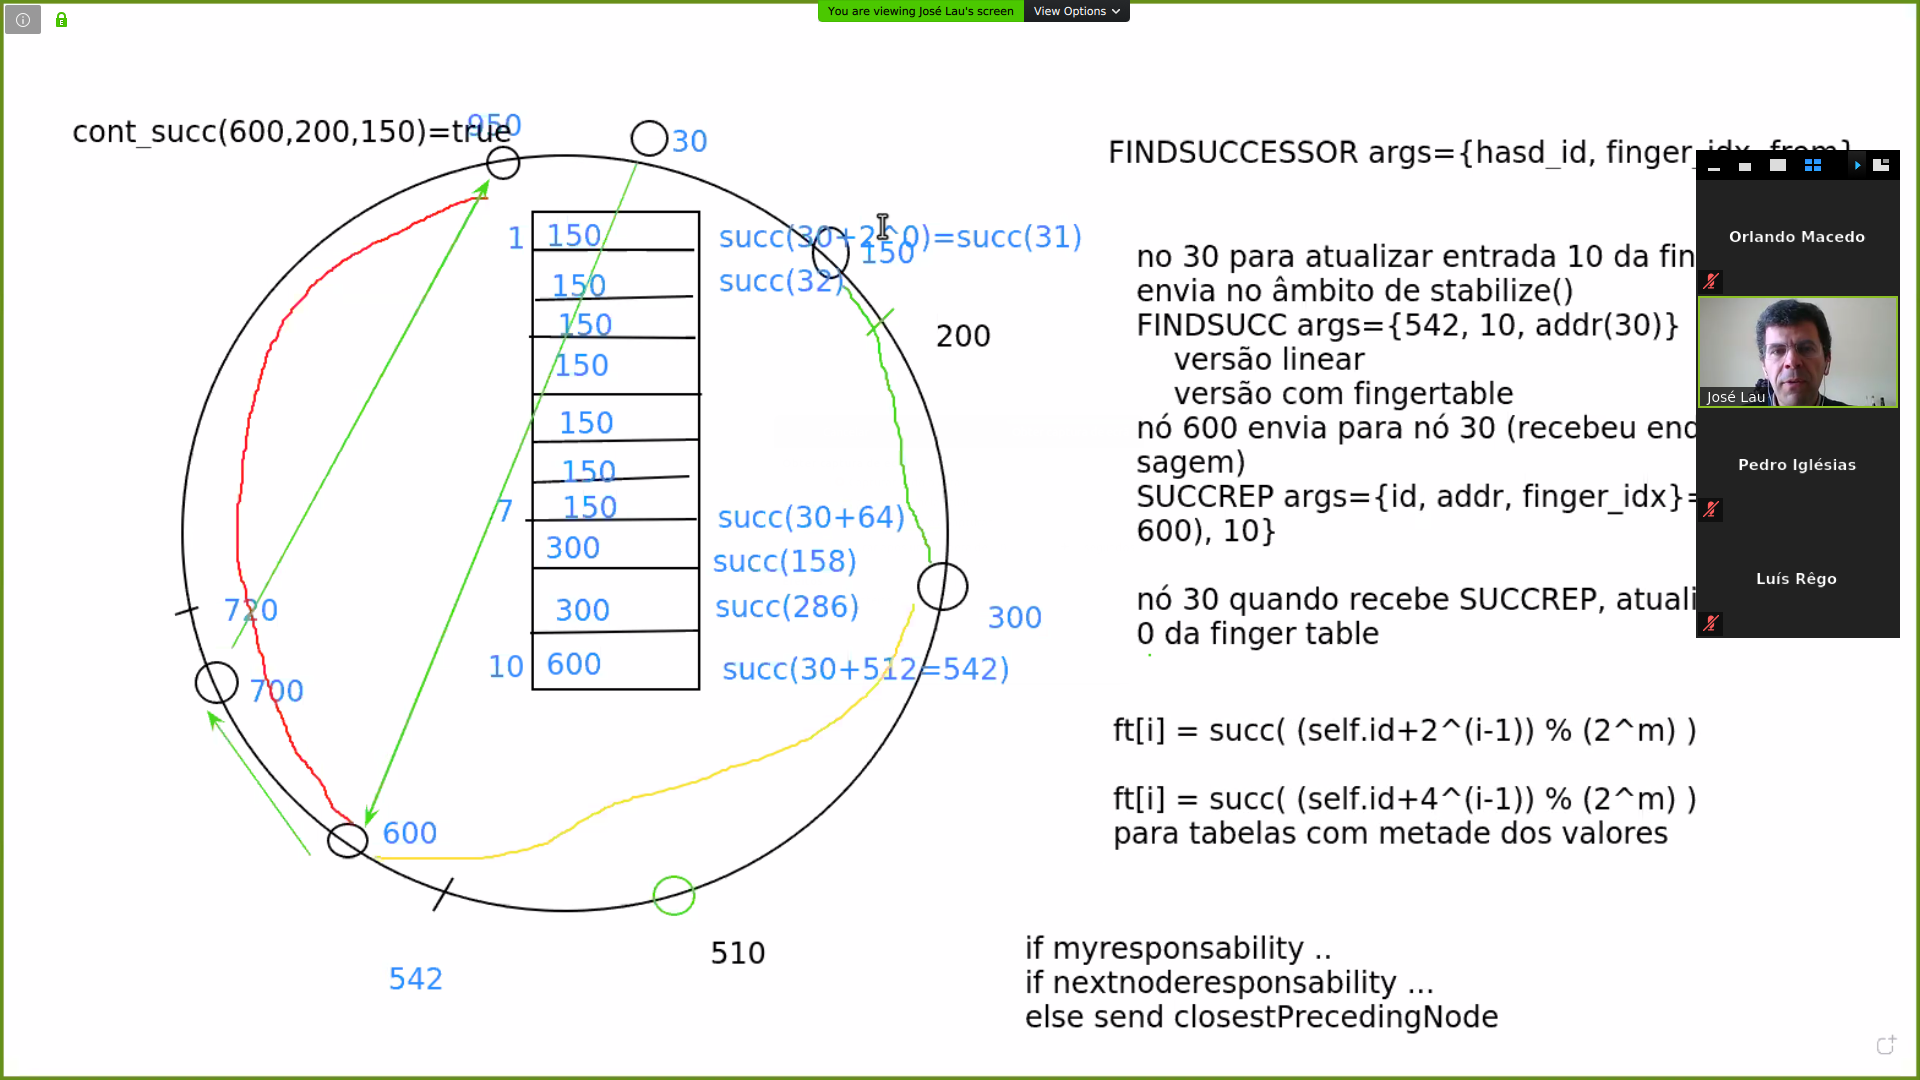 You are viewing José Lau's screen
View Options
cont_succ(600,200,150)=true
950
30
FINDSUCCESSOR args={hasd_id, finger_idx, from}
1
150
succ(30+2^0)=succ(31)
150
150
succ(32)
150
200
150
150
150
7
150
succ(30+64)
300
succ(158)
720
300
succ(286)
300
700
10
600
succ(30+512=542)
600
510
542
no 30 para atualizar entrada 10 da fin
envia no âmbito de stabilize()
FINDSUCC args={542, 10, addr(30)}
versão linear
versão com fingertable
nó 600 envia para nó 30 (recebeu end
sagem)
SUCCREP args={id, addr, finger_idx}=
600), 10}
nó 30 quando recebe SUCCREP, atuali
0 da finger table
ft[i] = succ( (self.id+2^(i-1)) % (2^m) )
ft[i] = succ( (self.id+4^(i-1)) % (2^m) )
para tabelas com metade dos valores
if myresponsability ..
if nextnoderesponsability ...
else send closestPrecedingNode
Orlando Macedo
José Lau
Pedro Iglésias
Luís Rêgo